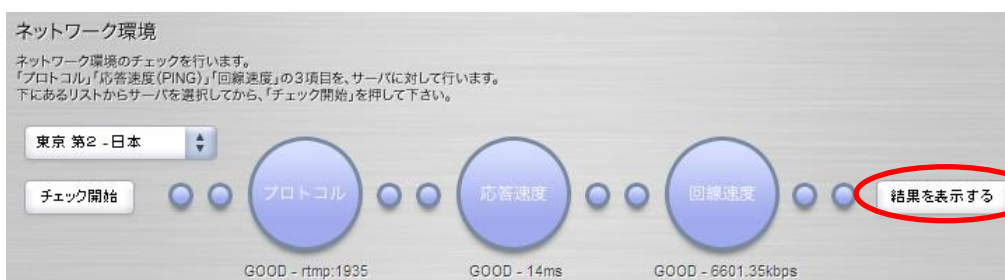 ネットワーク環境
ネットワーク環境のチェックを行います。
「プロトコル」「応答速度(PING)」「回線速度」の3項目を、サーバに対して行います。
下にあるリストからサーバを選択してから、「チェック開始」を押して下さい。
東京 第2 -日本
チェック開始
プロトコル
応答速度
回線速度
結果を表示する
GOOD - rtmp:1935
GOOD - 14ms
GOOD - 6601.35kbps